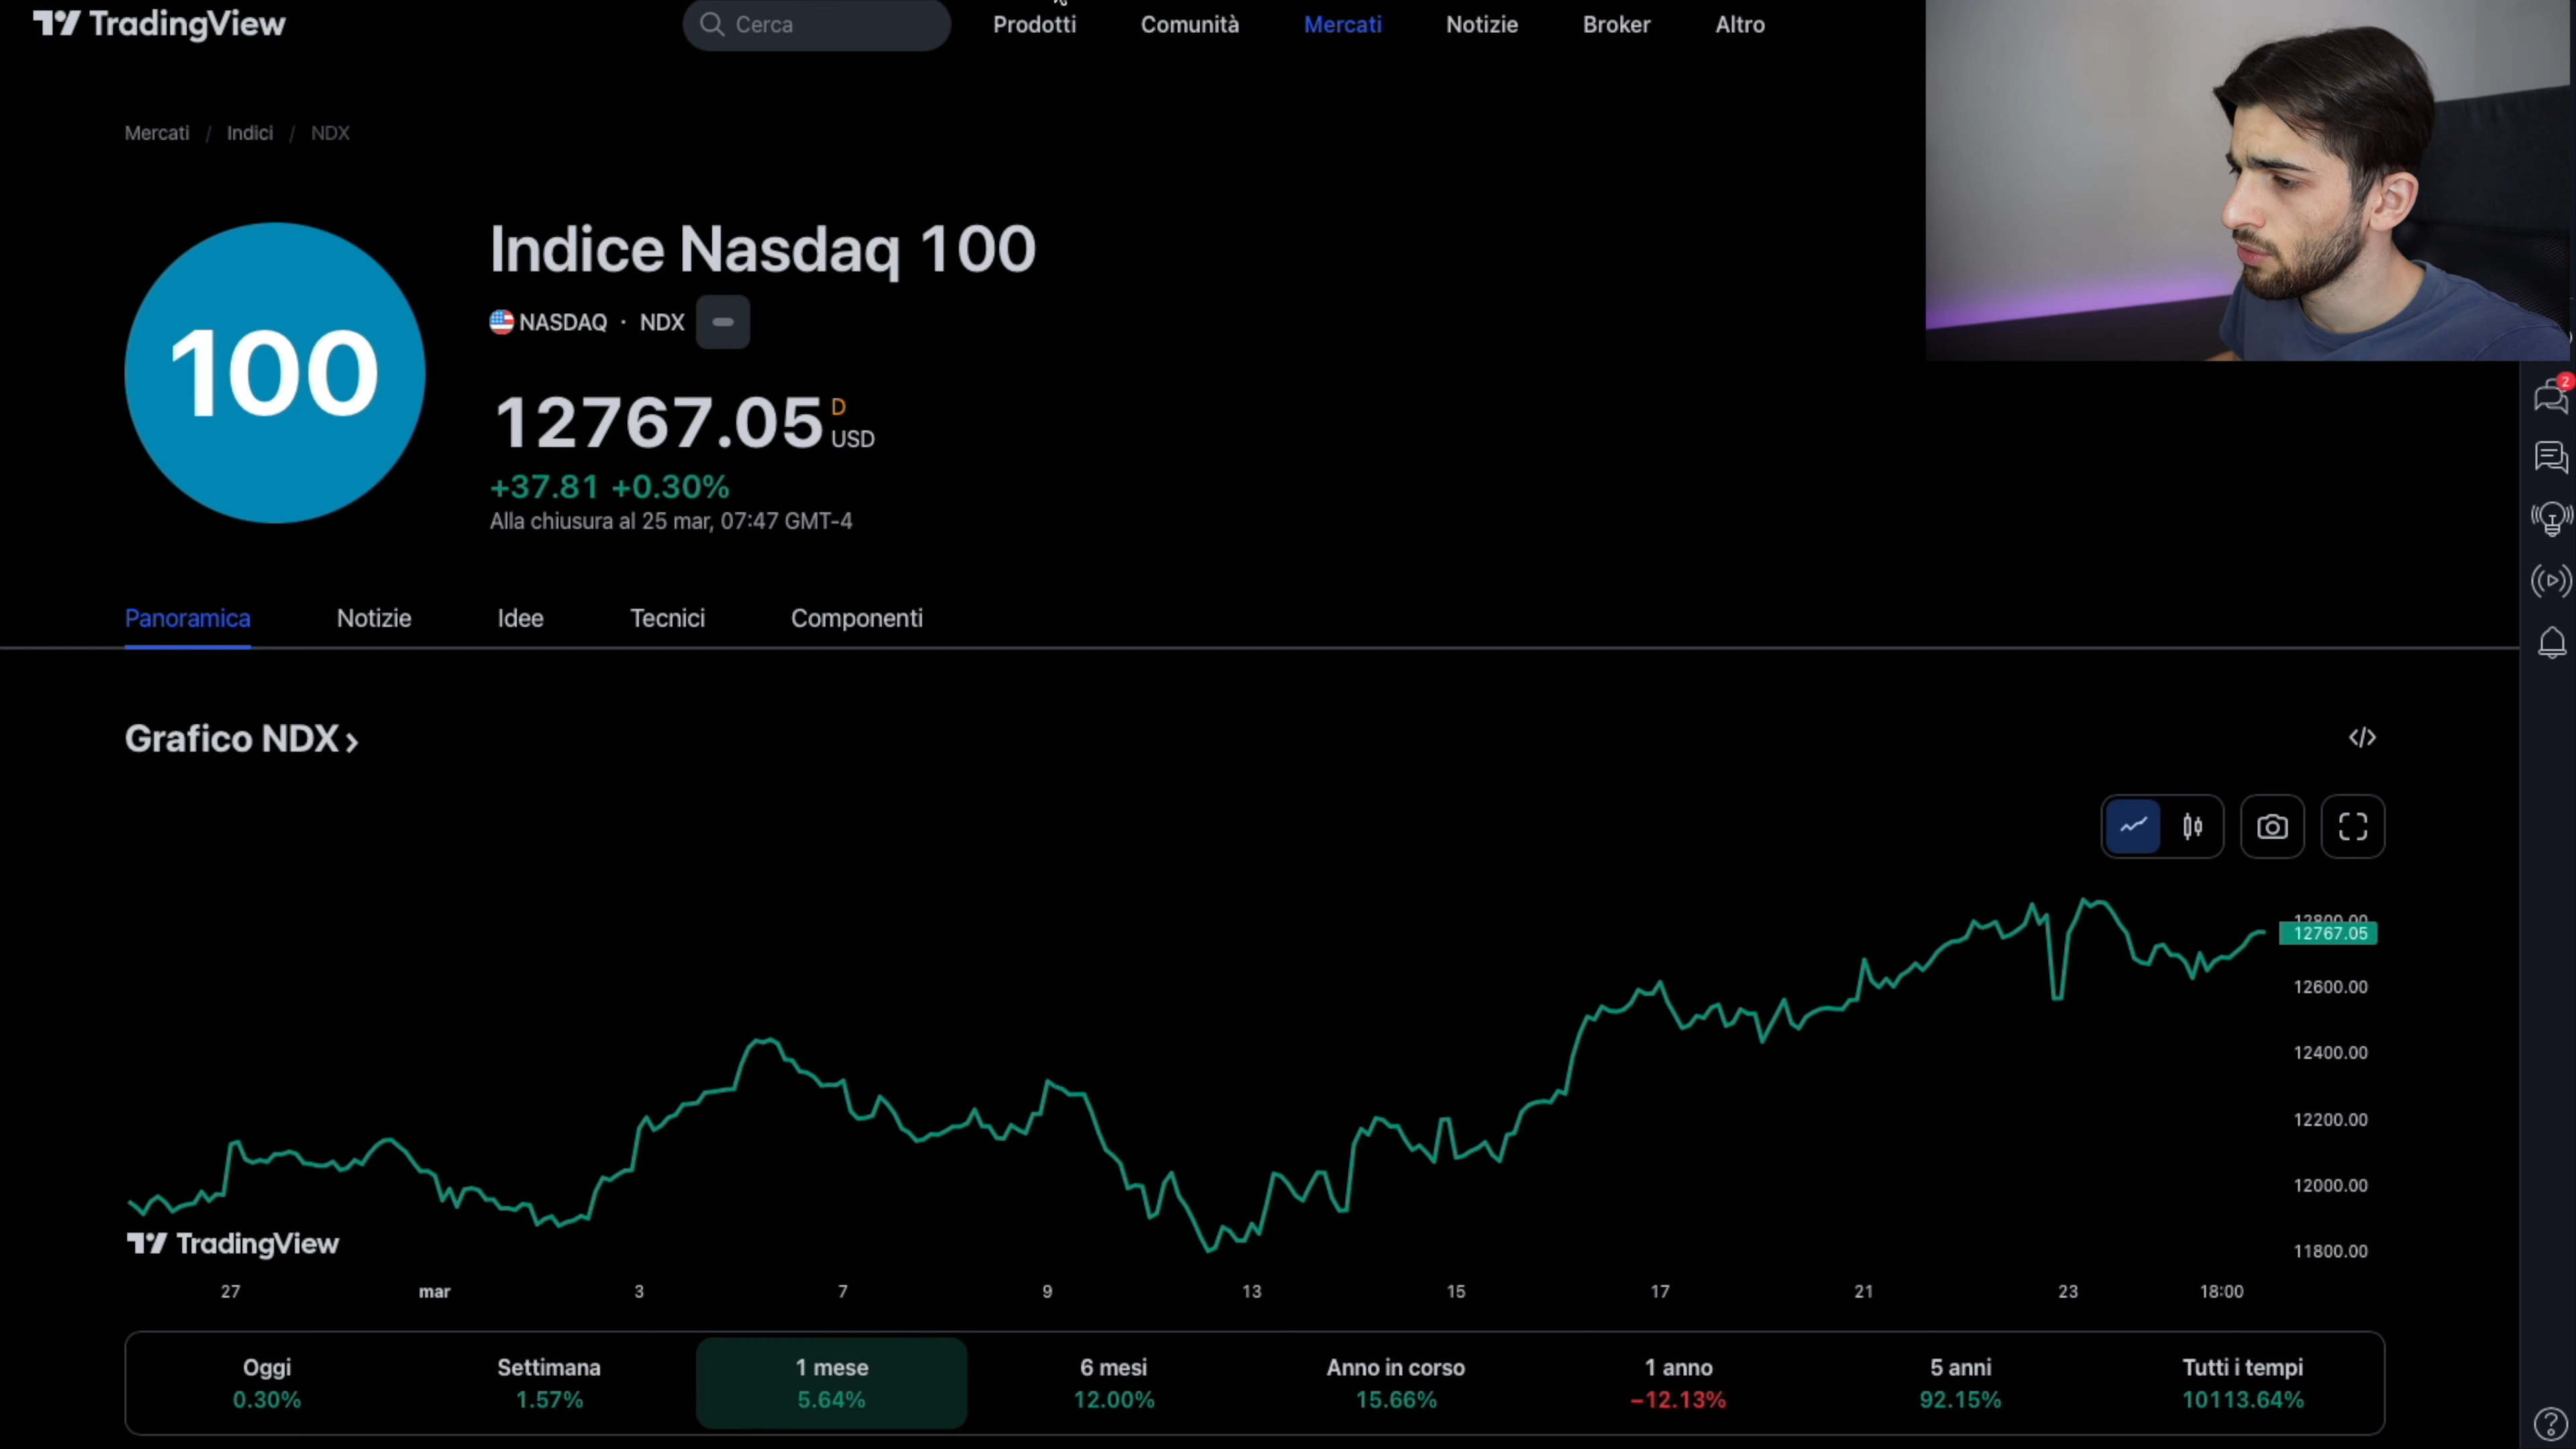 TradingView
Cerca
Prodotti
Comunità
Mercati
Notizie
Broker
Altro
Mercati / Indici / NDX
100
Indice Nasdaq 100
NASDAQ · NDX
12767.05 D USD
+37.81 +0.30%
Alla chiusura al 25 mar, 07:47 GMT-4
Panoramica
Notizie
Idee
Tecnici
Componenti
Grafico NDX ›
</>
2
12800.00
12767.05
12600.00
12400.00
12200.00
12000.00
11800.00
TradingView
27 mar 3 7 9 13 15 17 21 23 18:00
Oggi
0.30%
Settimana
1.57%
1 mese
5.64%
6 mesi
12.00%
Anno in corso
15.66%
1 anno
−12.13%
5 anni
92.15%
Tutti i tempi
10113.64%